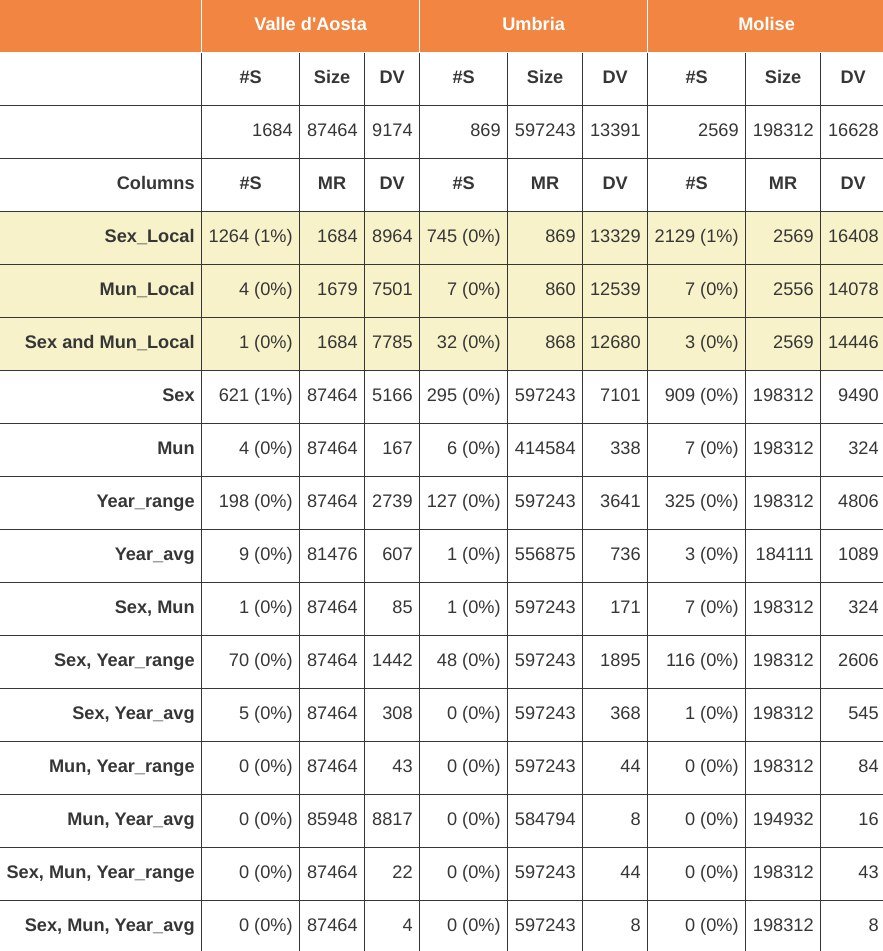 Valle d'Aosta Umbria Molise
#S Size DV #S Size DV #S Size DV
1684 87464 9174 869 597243 13391 2569 198312 16628
Columns #S MR DV #S MR DV #S MR DV
Sex_Local 1264 (1%) 1684 8964 745 (0%) 869 13329 2129 (1%) 2569 16408
Mun_Local 4 (0%) 1679 7501 7 (0%) 860 12539 7 (0%) 2556 14078
Sex and Mun_Local 1 (0%) 1684 7785 32 (0%) 868 12680 3 (0%) 2569 14446
Sex 621 (1%) 87464 5166 295 (0%) 597243 7101 909 (0%) 198312 9490
Mun 4 (0%) 87464 167 6 (0%) 414584 338 7 (0%) 198312 324
Year_range 198 (0%) 87464 2739 127 (0%) 597243 3641 325 (0%) 198312 4806
Year_avg 9 (0%) 81476 607 1 (0%) 556875 736 3 (0%) 184111 1089
Sex, Mun 1 (0%) 87464 85 1 (0%) 597243 171 7 (0%) 198312 324
Sex, Year_range 70 (0%) 87464 1442 48 (0%) 597243 1895 116 (0%) 198312 2606
Sex, Year_avg 5 (0%) 87464 308 0 (0%) 597243 368 1 (0%) 198312 545
Mun, Year_range 0 (0%) 87464 43 0 (0%) 597243 44 0 (0%) 198312 84
Mun, Year_avg 0 (0%) 85948 8817 0 (0%) 584794 8 0 (0%) 194932 16
Sex, Mun, Year_range 0 (0%) 87464 22 0 (0%) 597243 44 0 (0%) 198312 43
Sex, Mun, Year_avg 0 (0%) 87464 4 0 (0%) 597243 8 0 (0%) 198312 8